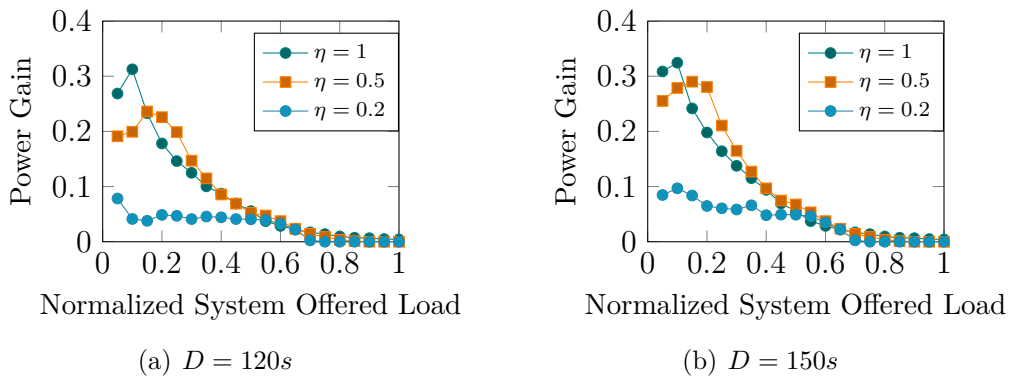 0.4
0.3
0.2
0.1
0
Power Gain
0 0.2 0.4 0.6 0.8 1
Normalized System Offered Load
η = 1
η = 0.5
η = 0.2
(a) D = 120s
0.4
0.3
0.2
0.1
0
Power Gain
0 0.2 0.4 0.6 0.8 1
Normalized System Offered Load
η = 1
η = 0.5
η = 0.2
(b) D = 150s